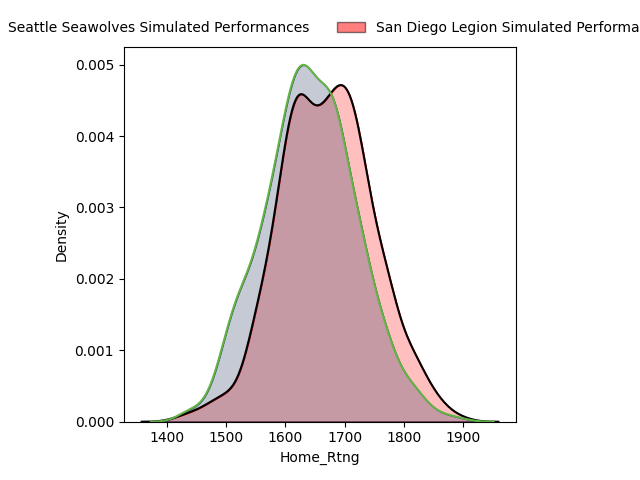 Seattle Seawolves Simulated Performances San Diego Legion Simulated Performa
0.005
0.004
0.003
0.002
0.001
0.000
Density
1400 1500 1600 1700 1800 1900
Home_Rtng